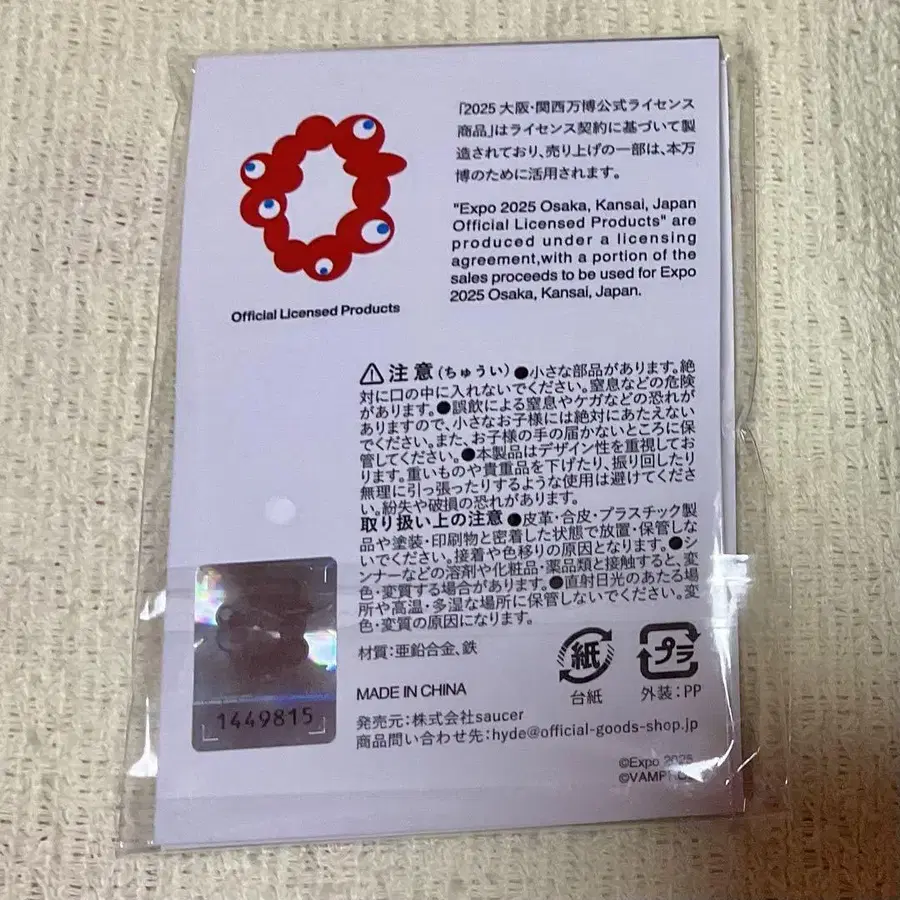 「2025 大阪・関西万博公式ライセンス
商品」はライセンス契約に基づいて製
造されており、売り上げの一部は、本万
博のために活用されます。
"Expo 2025 Osaka, Kansai, Japan
Official Licensed Products" are
produced under a licensing
agreement,with a portion of the
sales proceeds to be used for Expo
2025 Osaka, Kansai, Japan.
Official Licensed Products
注意(ちゅうい)●小さな部品があります。絶
対に口の中に入れないでください。窒息などの危険
があります。●誤飲による窒息やケガなどの恐れが
ありますので、小さなお子様には絶対にあたえない
でください。また、お子様の手の届かないところに保
管してください。●本製品はデザイン性を重視してお
ります。重いものや貴重品を下げたり、振り回したり
無理に引っ張ったりするような使用は避けてくださ
い。紛失や破損の恐れがあります。
取り扱い上の注意●皮革・合皮・プラスチック製
品や塗装・印刷物と密着した状態で放置・保管しな
いでください。接着や色移りの原因となります。●シ
ンナーなどの溶剤や化粧品・薬品類と接触すると、変
色・変質する場合があります。●直射日光のあたる場
所や高温・多湿な場所に保管しないでください。変
色・変質の原因になります。
材質:亜鉛合金、鉄
紙
台紙
プラ
外装:PP
MADE IN CHINA
発売元:株式会社saucer
商品問い合わせ先:hyde@official-goods-shop.jp
1449815
©Expo 2025